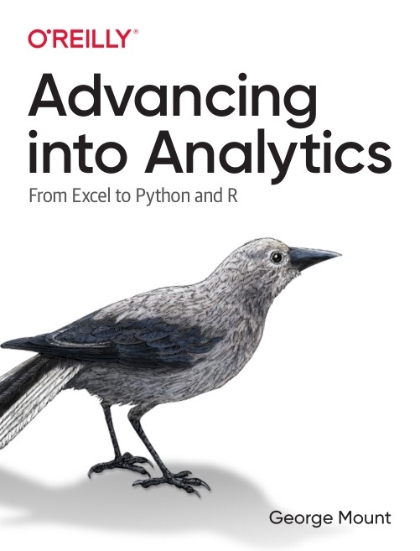 O'REILLY®
Advancing
into Analytics
From Excel to Python and R
George Mount